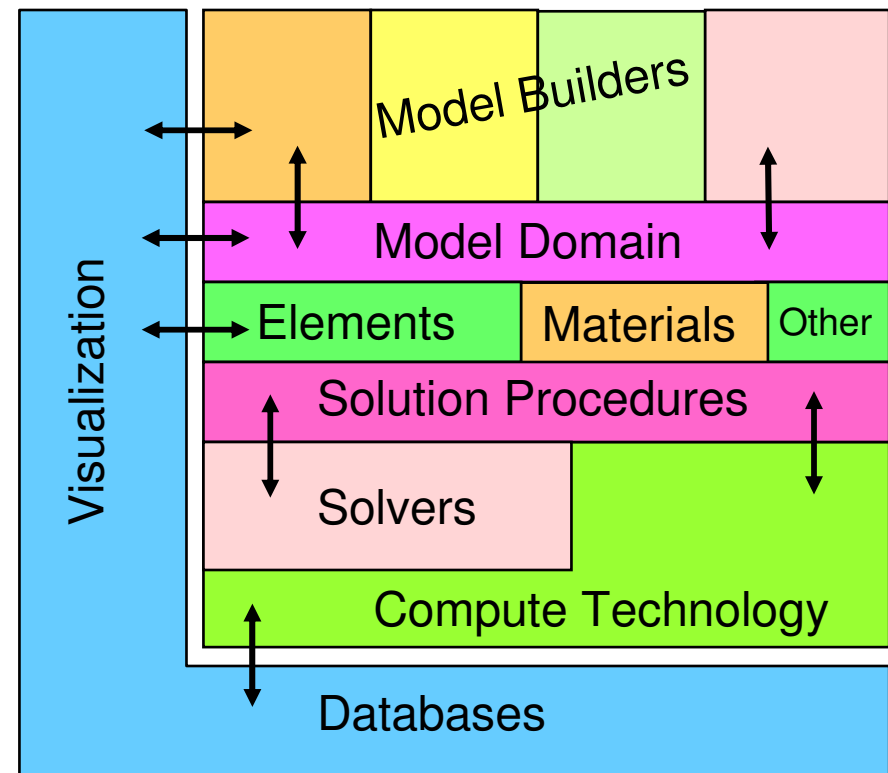 Model Builders
Visualization
Model Domain
Elements
Materials
Other
Solution Procedures
Solvers
Compute Technology
Databases